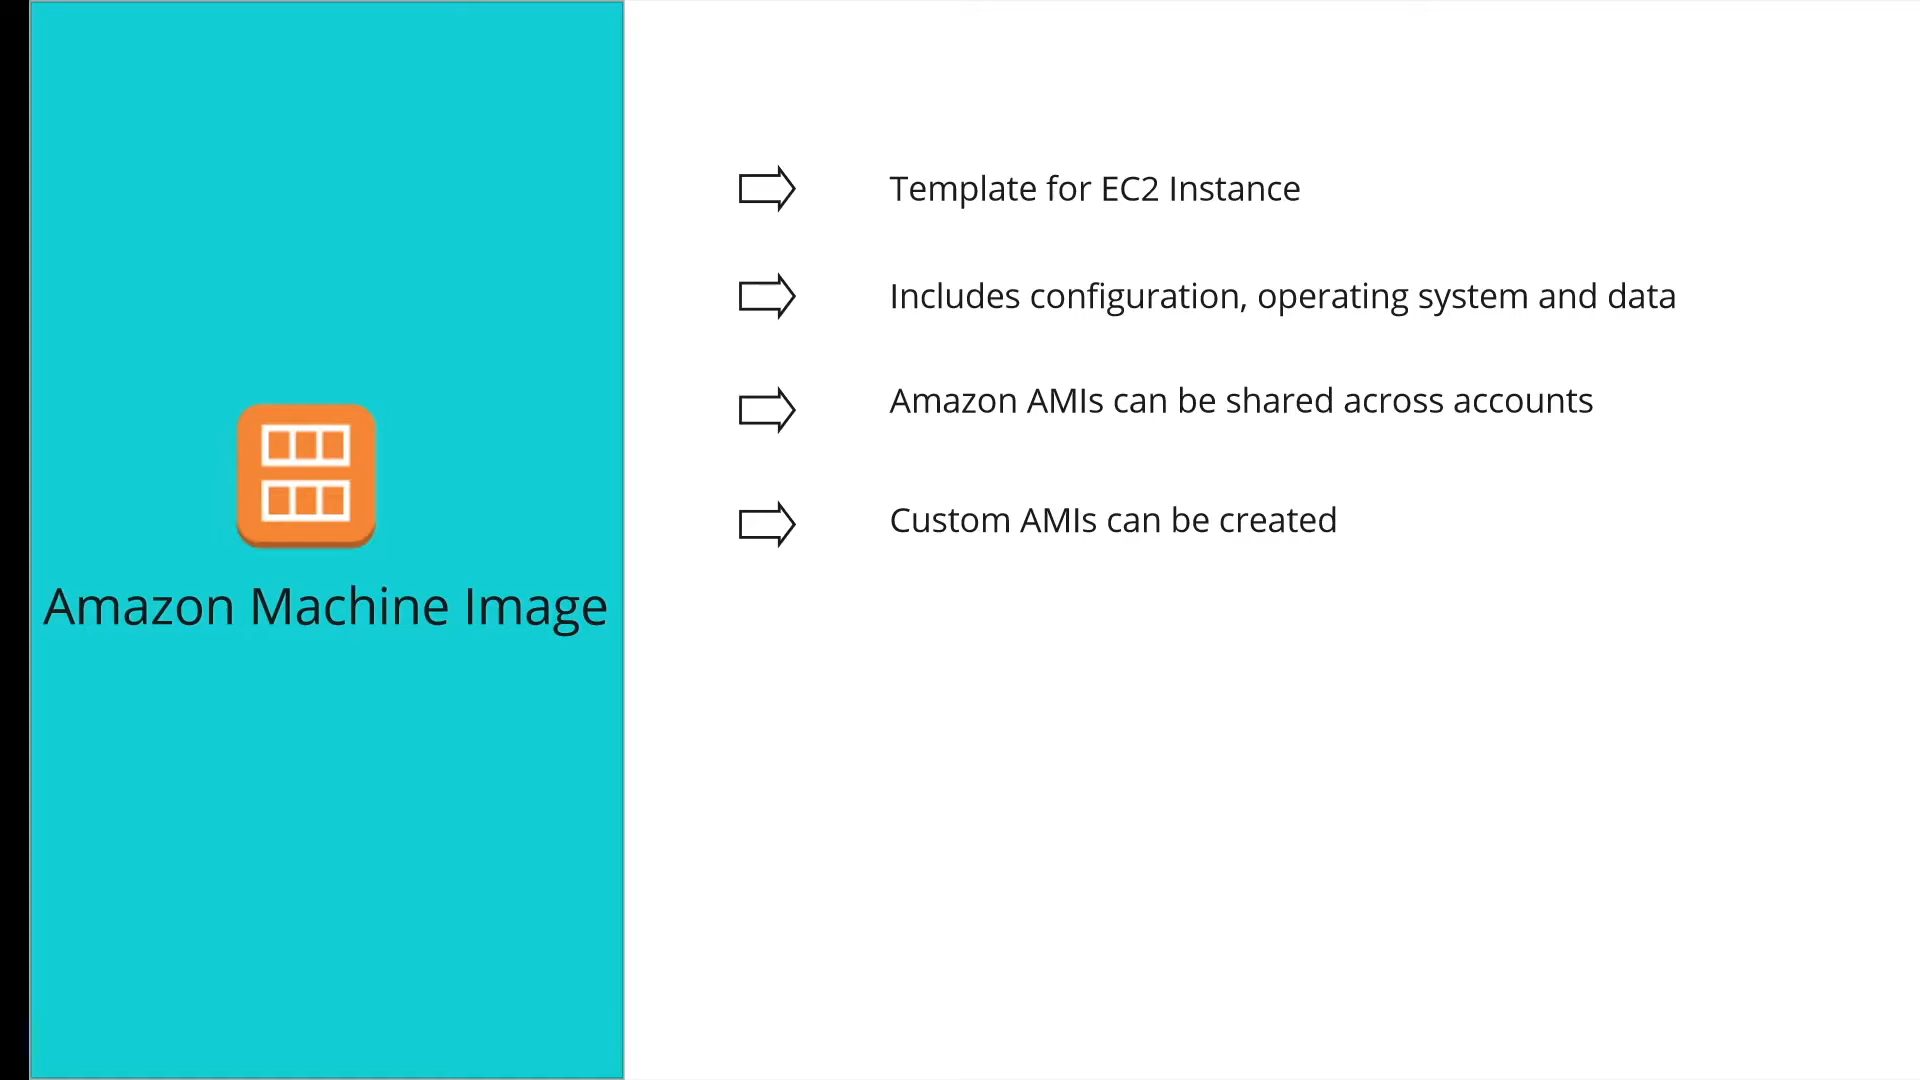 Amazon Machine Image
Template for EC2 Instance
Includes configuration, operating system and data
Amazon AMIs can be shared across accounts
Custom AMIs can be created